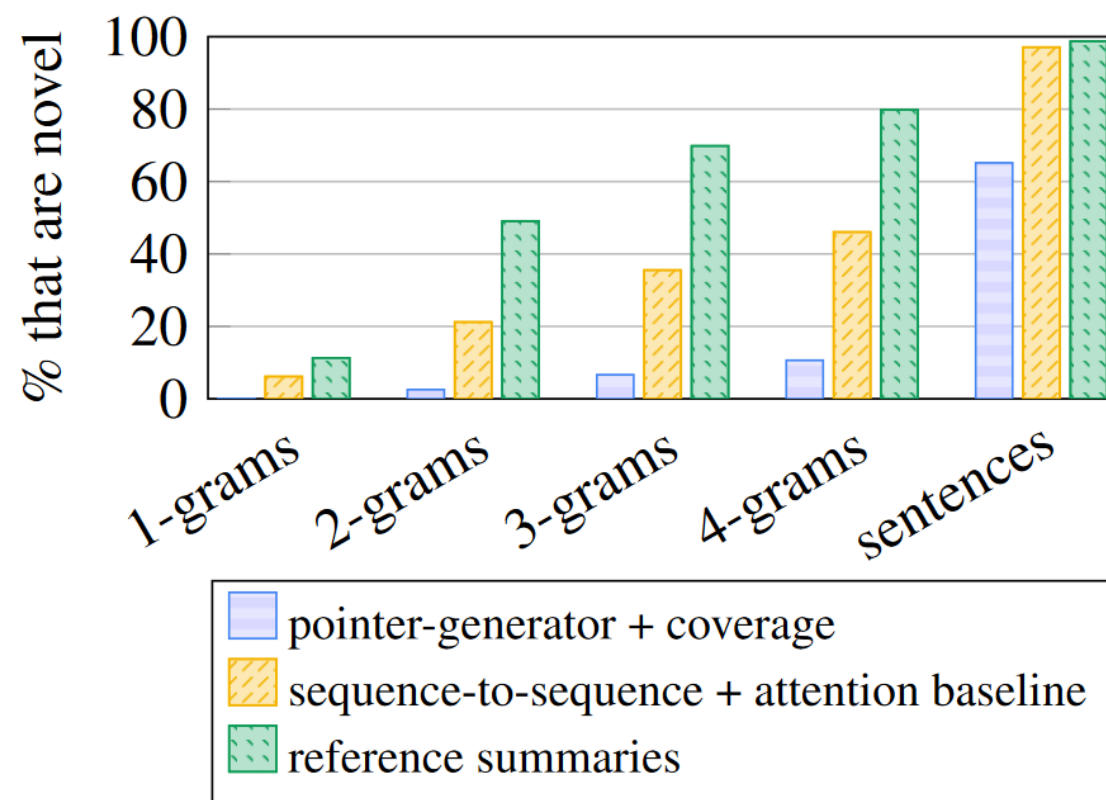 % that are novel
100
80
60
40
20
0
1-grams
2-grams
3-grams
4-grams
sentences
pointer-generator + coverage
sequence-to-sequence + attention baseline
reference summaries